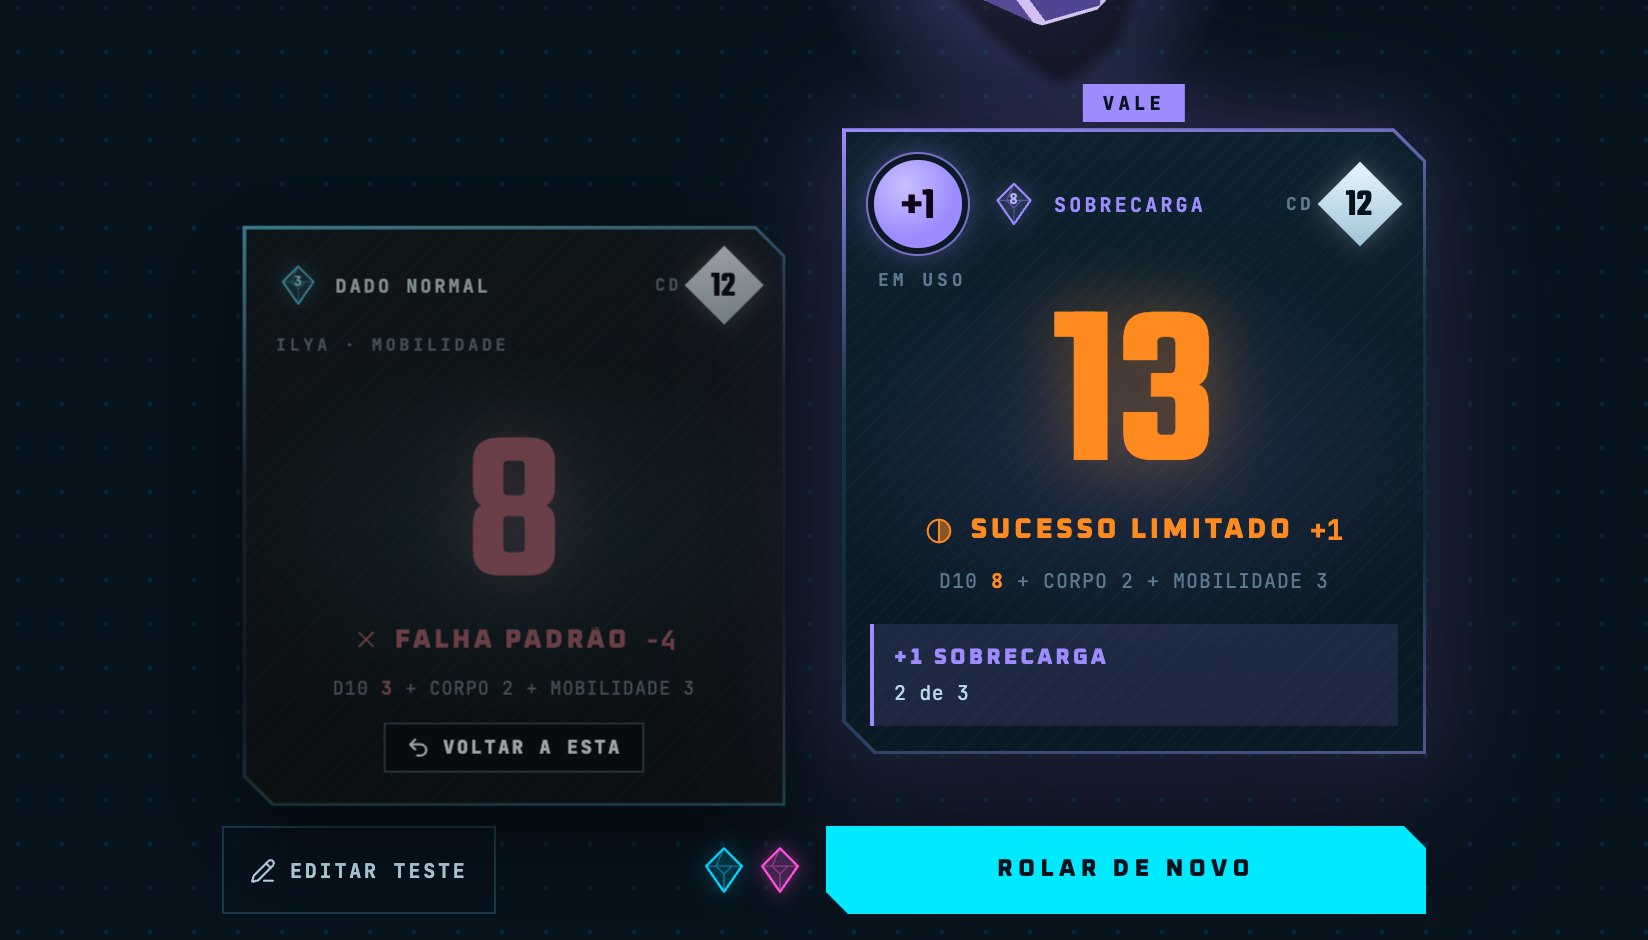 VALE
+1
8
SOBRECARGA
CD 12
EM USO
13
SUCESSO LIMITADO +1
D10 8 + CORPO 2 + MOBILIDADE 3
+1 SOBRECARGA
2 de 3
3
DADO NORMAL
CD 12
ILYA · MOBILIDADE
8
FALHA PADRÃO -4
D10 3 + CORPO 2 + MOBILIDADE 3
VOLTAR A ESTA
EDITAR TESTE
ROLAR DE NOVO